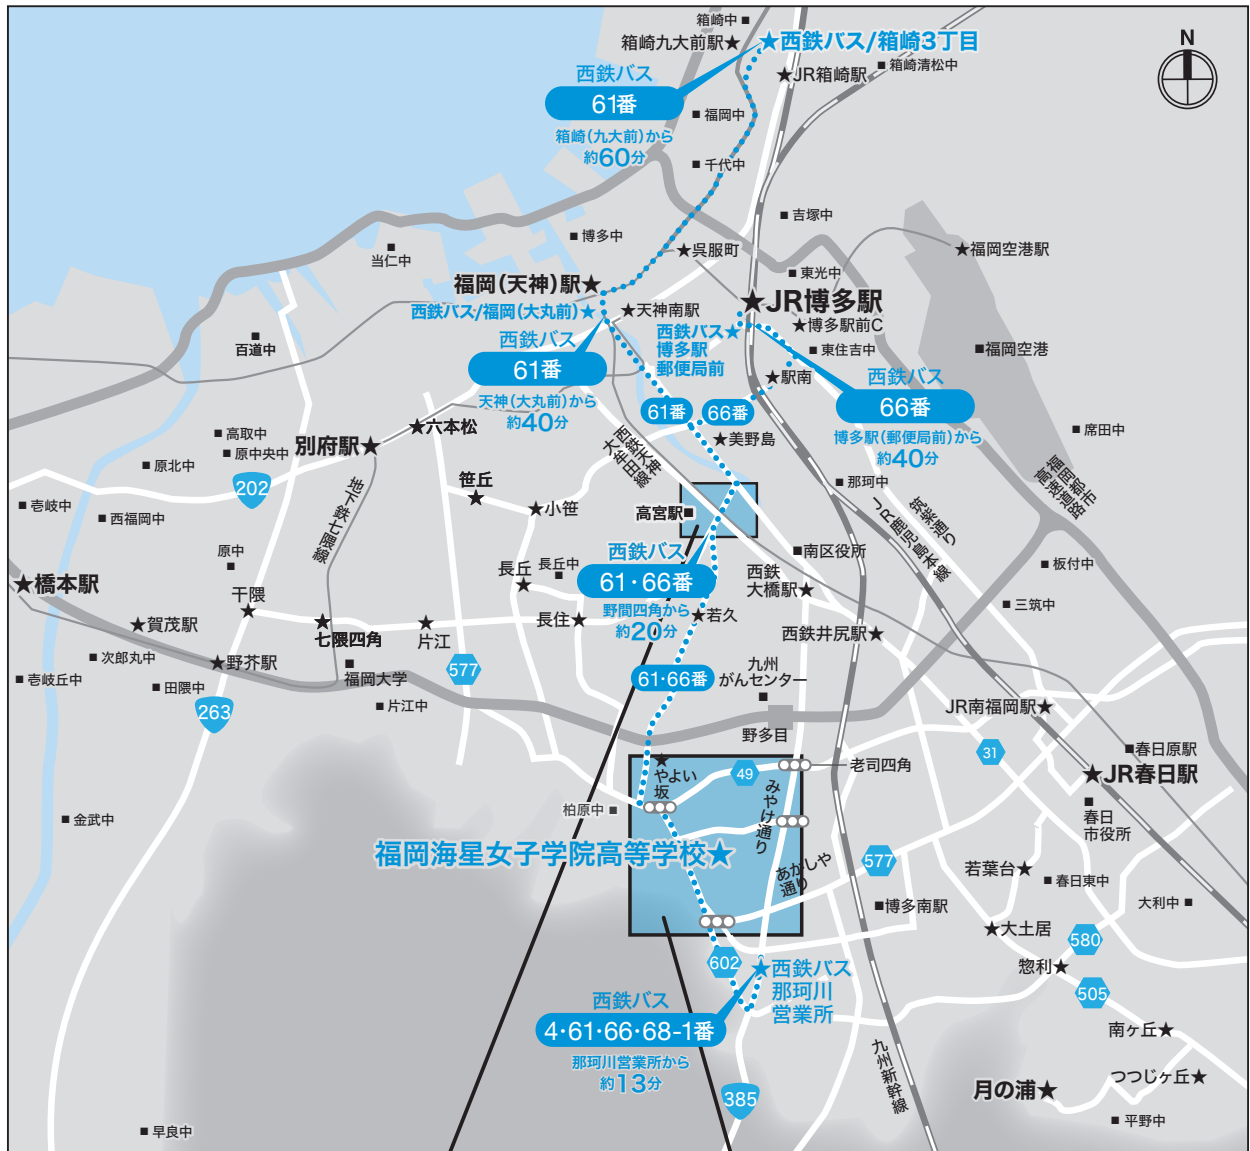 箱崎中
箱崎九大前駅
西鉄バス/箱崎3丁目
N
西鉄バス
61番
箱崎(九大前)から
約60分
JR箱崎駅
箱崎清松中
福岡中
千代中
吉塚中
博多中
当仁中
呉服町
福岡空港駅
東光中
福岡(天神)駅
西鉄バス/福岡(大丸前)
天神南駅
JR博多駅
博多駅前C
西鉄バス
博多駅
郵便局前
東住吉中
福岡空港
百道中
西鉄バス
61番
天神(大丸前)から
約40分
駅南
西鉄バス
66番
博多駅(郵便局前)から
約40分
61番
66番
六本松
高取中
原中央中
別府駅
美野島
席田中
原北中
202
笹丘
西鉄天神
大牟田線
那珂中
福岡都市
高速道路
壱岐中
西福岡中
地下鉄七隈線
小笹
高宮駅
筑紫通り
JR鹿児島本線
原中
西鉄バス
61・66番
野間四角から
約20分
南区役所
橋本駅
長丘
長丘中
西鉄
大橋駅
板付中
干隈
三筑中
賀茂駅
七隈四角
片江
長住
若久
西鉄井尻駅
次郎丸中
野芥駅
福岡大学
577
61・66番
九州
がんセンター
壱岐丘中
田隈中
263
片江中
JR南福岡駅
野多目
31
春日原駅
やよい
坂
49
老司四角
JR春日駅
柏原中
みやけ通り
春日
市役所
金武中
福岡海星女子学院高等学校
あかしや
通り
577
若葉台
春日東中
博多南駅
大利中
大土居
580
602
西鉄バス
那珂川
営業所
惣利
505
西鉄バス
4・61・66・68-1番
那珂川営業所から
約13分
南ヶ丘
九州新幹線
385
月の浦
つつじヶ丘
平野中
早良中